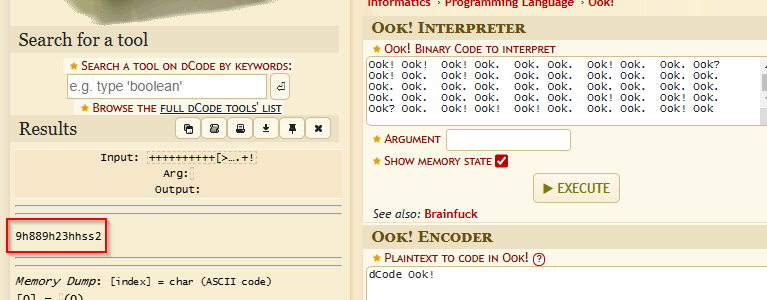 Informatics › Programming Language › Ook!
Search for a tool
★ Search a tool on dCode by keywords:
e.g. type 'boolean'
★ Browse the full dCode tools' list
Results
Input: ++++++++++[>….+!
Arg:
Output:
9h889h23hhss2
Memory Dump: [index] = char (ASCII code)
Ook! Interpreter
★ Ook! Binary Code to interpret
Ook! Ook! Ook! Ook. Ook. Ook. Ook! Ook. Ook. Ook?
Ook! Ook. Ook! Ook. Ook. Ook. Ook. Ook. Ook. Ook.
Ook. Ook. Ook. Ook. Ook. Ook. Ook. Ook. Ook. Ook.
Ook. Ook. Ook. Ook. Ook. Ook. Ook. Ook! Ook! Ook.
Ook? Ook. Ook! Ook! Ook! Ook. Ook. Ook. Ook! Ook
★ Argument
★ Show memory state
▶ EXECUTE
See also: Brainfuck
Ook! Encoder
★ Plaintext to code in Ook! ?
dCode Ook!